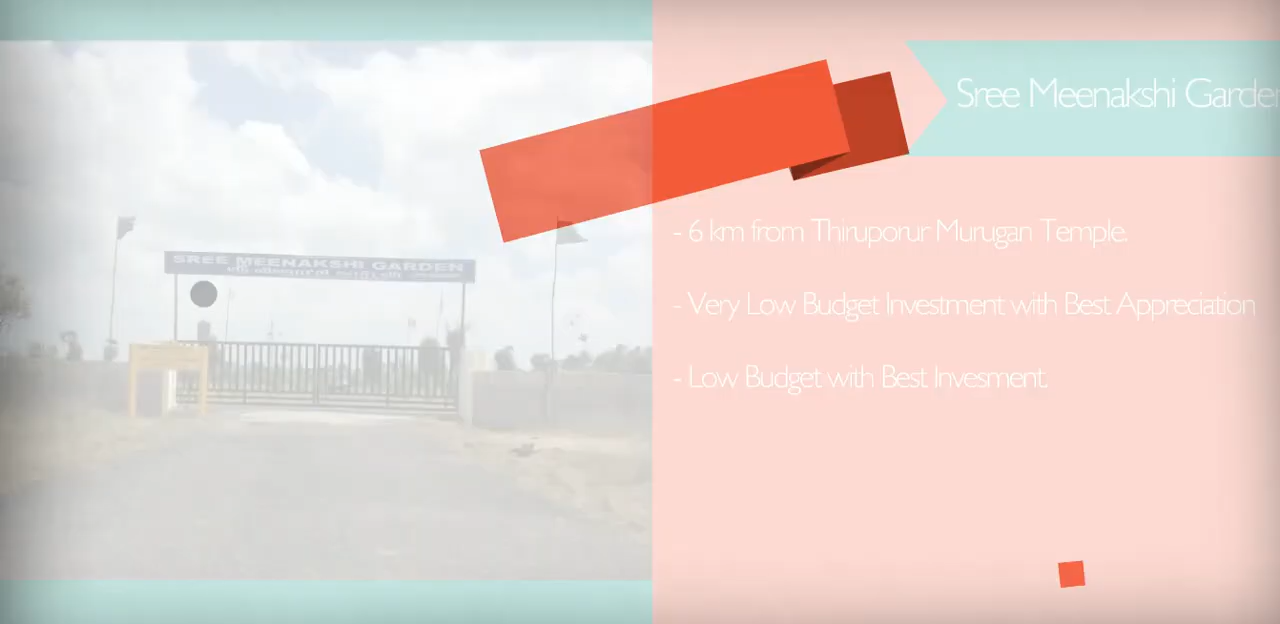 Sree Meenakshi Garden
- 6 km from Thiruporur Murugan Temple.
- Very Low Budget Investment with Best Appreciation
- Low Budget with Best Invesment.
SREE MEENAKSHI GARDEN